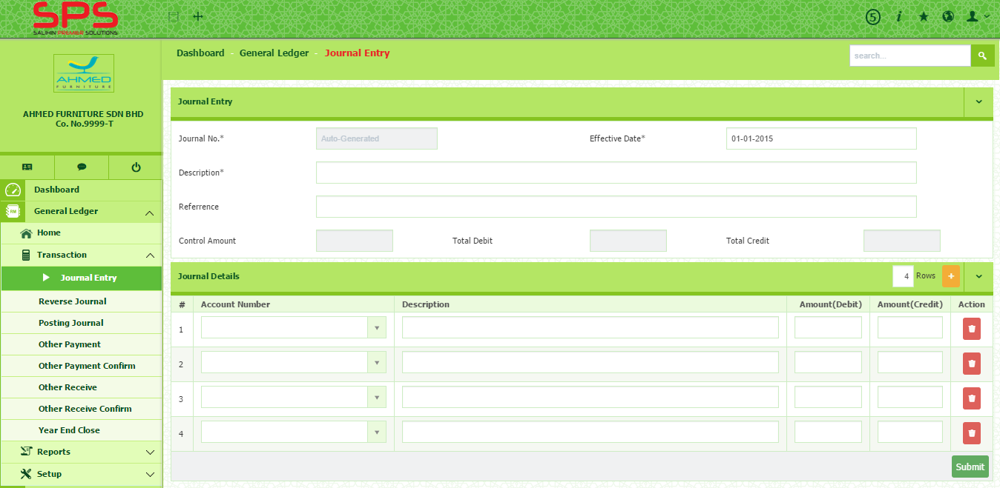 SPS
SALIHIN PREMIER SOLUTIONS
5
i
Dashboard - General Ledger - Journal Entry
search...
AHMED
FURNITURE
AHMED FURNITURE SDN BHD
Co. No.9999-T
Dashboard
RM
General Ledger
Home
Transaction
Journal Entry
Reverse Journal
Posting Journal
Other Payment
Other Payment Confirm
Other Receive
Other Receive Confirm
Year End Close
Reports
Setup
Journal Entry
Journal No.* Auto-Generated Effective Date* 01-01-2015
Description*
Referrence
Control Amount Total Debit Total Credit
Journal Details 4 Rows +
# Account Number Description Amount(Debit) Amount(Credit) Action
1
2
3
4
Submit